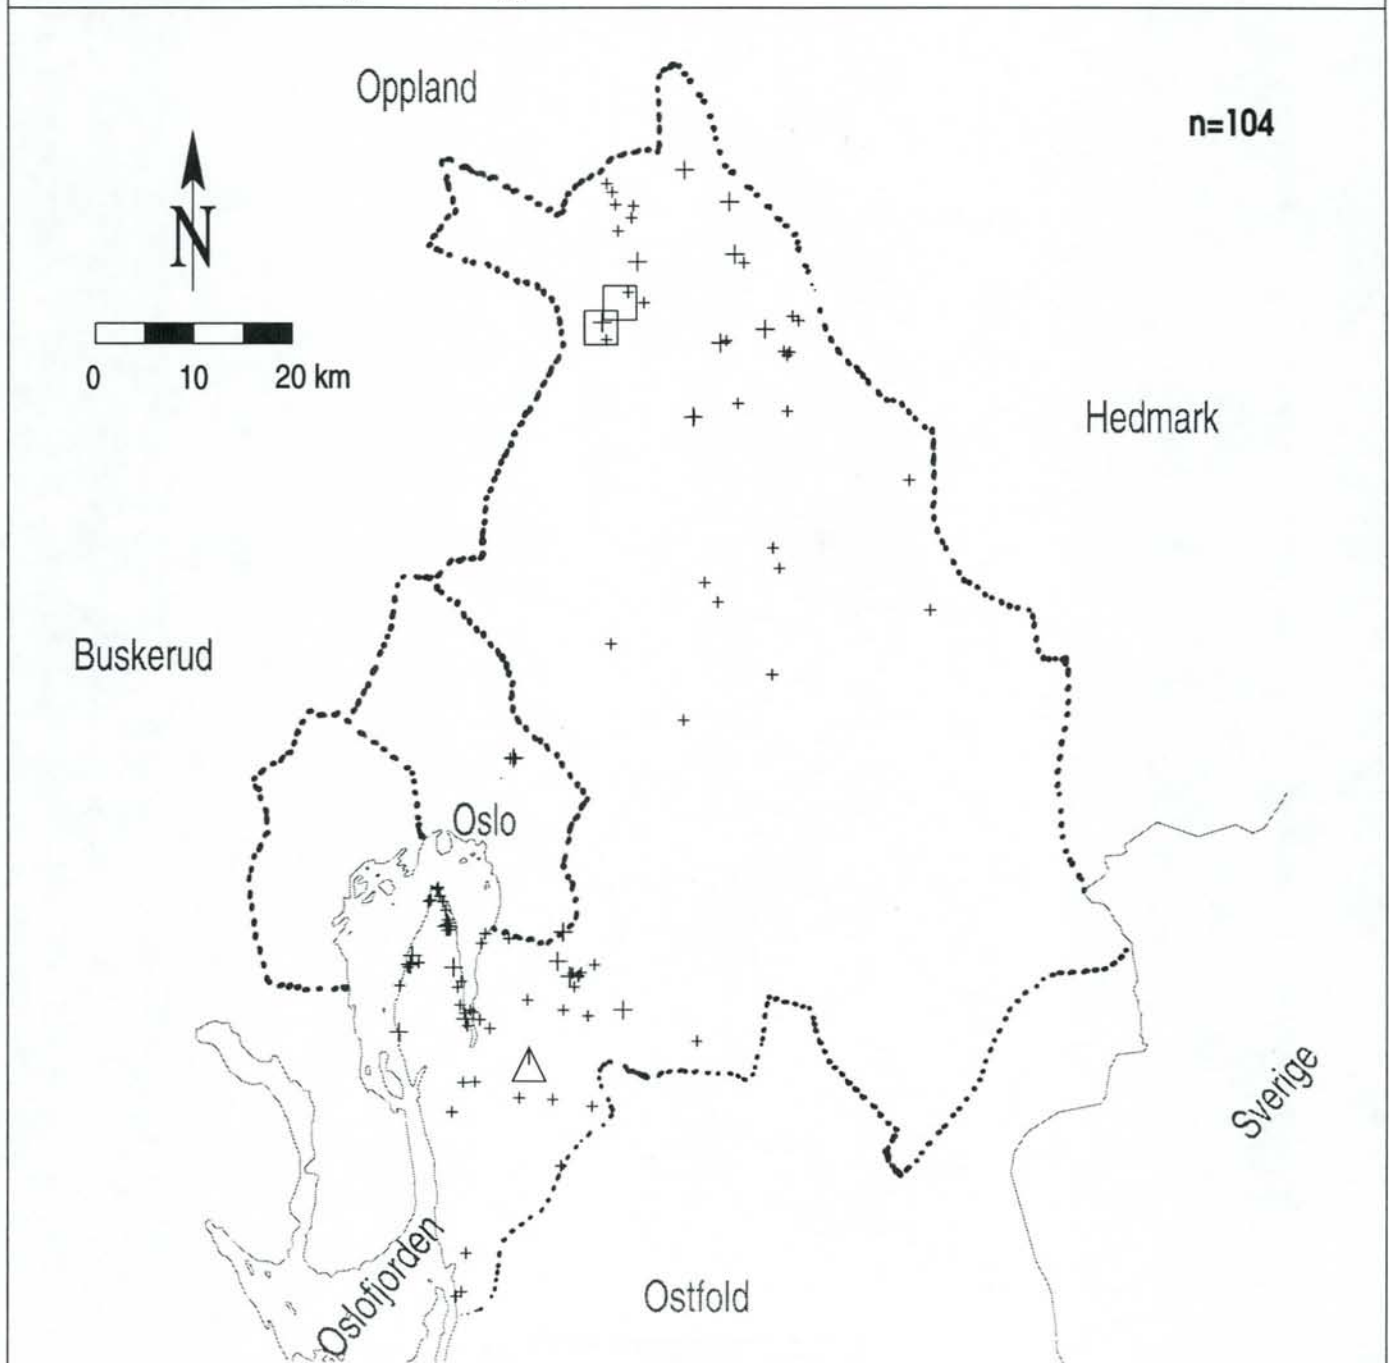 Oppland
n=104
N
0 10 20 km
Hedmark
Buskerud
Oslo
Sverige
Oslofjorden
Ostfold